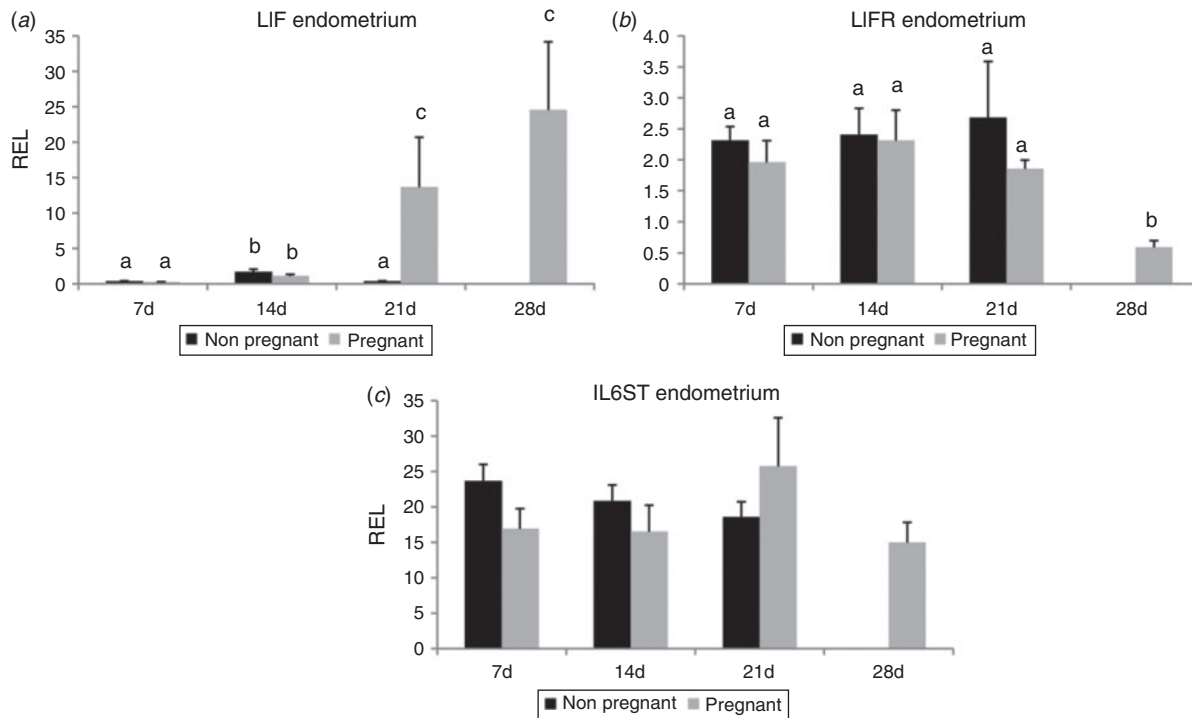 (a) LIF endometrium
35
30
25
20
15
10
5
0
REL
a a b b a c c
7d 14d 21d 28d
Non pregnant Pregnant
(b) LIFR endometrium
4.0
3.5
3.0
2.5
2.0
1.5
1.0
0.5
0
a a a a a a b
7d 14d 21d 28d
Non pregnant Pregnant
(c) IL6ST endometrium
35
30
25
20
15
10
5
0
REL
7d 14d 21d 28d
Non pregnant Pregnant